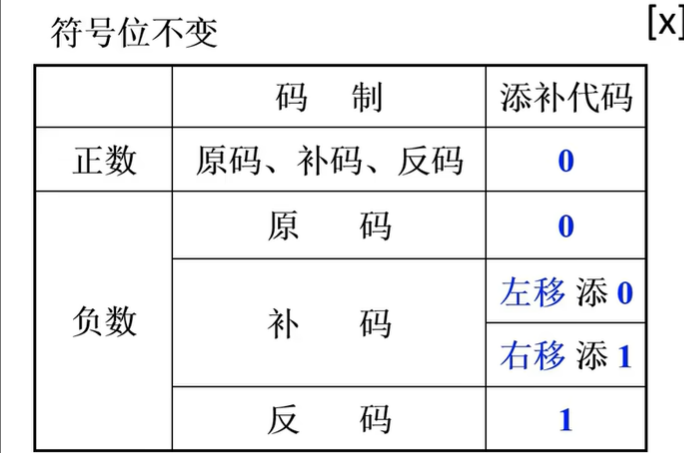 符号位不变
[x]
码 制 添补代码
正数 原码、补码、反码 0
原 码 0
负数 补 码 左移 添 0
右移 添 1
反 码 1